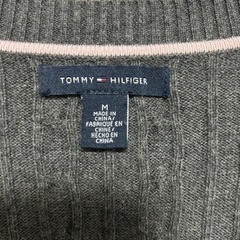 TOMMY HILFIGER
M
MADE IN
CHINA/
FABRIQUÉ EN
CHINE/
HECHO EN
CHINA